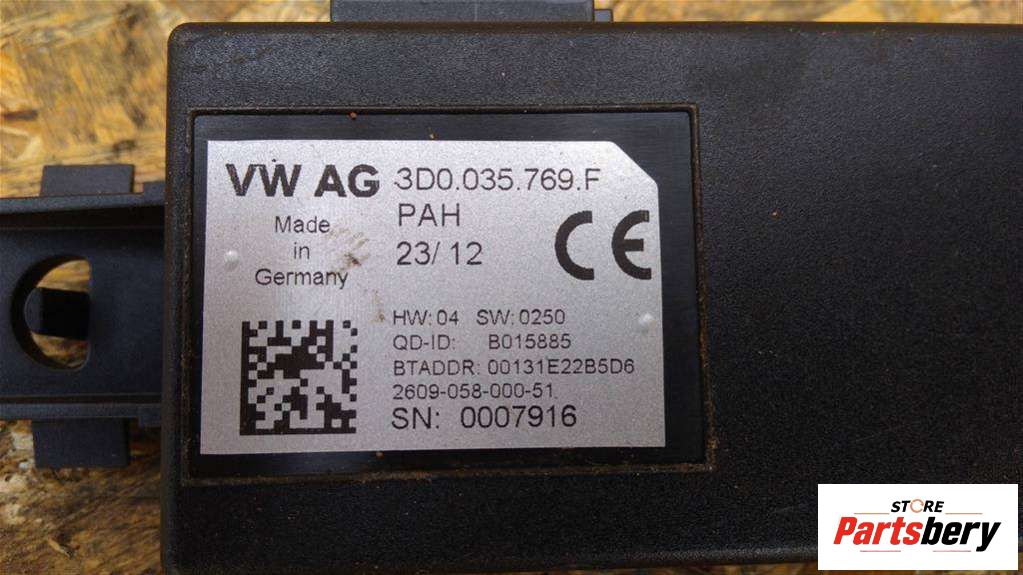 VW AG 3D0.035.769.F
Made in Germany
PAH
23/ 12
CE
HW: 04 SW: 0250
QD-ID: B015885
BTADDR: 00131E22B5D6
2609-058-000-51
SN: 0007916
STORE
Partsbery